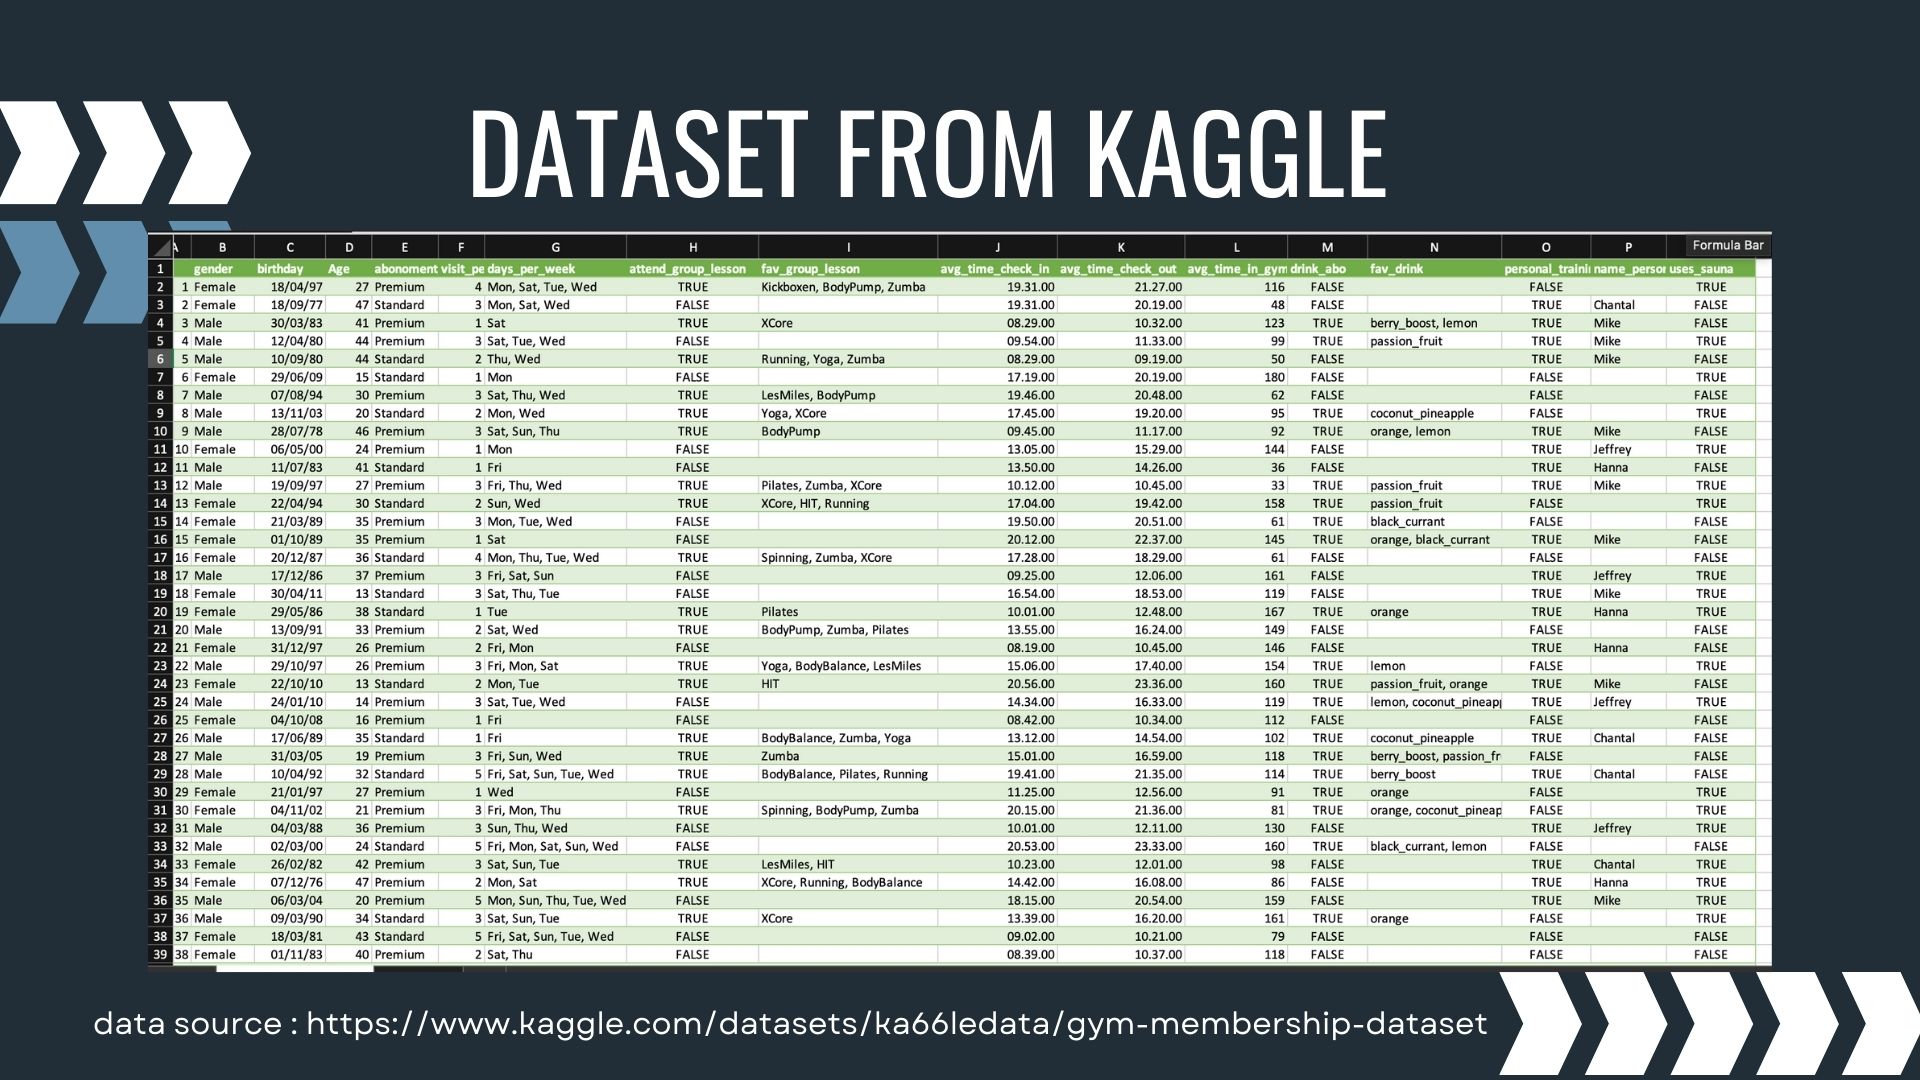 DATASET FROM KAGGLE
A B C D E F G H I J K L M N O P Formula Bar
1 gender birthday Age abonoment visit_pe days_per_week attend_group_lesson fav_group_lesson avg_time_check_in avg_time_check_out avg_time_in_gym drink_abo fav_drink personal_traini name_person uses_sauna
2 1 Female 18/04/97 27 Premium 4 Mon, Sat, Tue, Wed TRUE Kickboxen, BodyPump, Zumba 19.31.00 21.27.00 116 FALSE FALSE TRUE
3 2 Female 18/09/77 47 Standard 3 Mon, Sat, Wed FALSE 19.31.00 20.19.00 48 FALSE TRUE Chantal FALSE
4 3 Male 30/03/83 41 Premium 1 Sat TRUE XCore 08.29.00 10.32.00 123 TRUE berry_boost, lemon TRUE Mike FALSE
5 4 Male 12/04/80 44 Premium 3 Sat, Tue, Wed FALSE 09.54.00 11.33.00 99 TRUE passion_fruit TRUE Mike TRUE
6 5 Male 10/09/80 44 Standard 2 Thu, Wed TRUE Running, Yoga, Zumba 08.29.00 09.19.00 50 FALSE TRUE Mike FALSE
7 6 Female 29/06/09 15 Standard 1 Mon FALSE 17.19.00 20.19.00 180 FALSE FALSE TRUE
8 7 Male 07/08/94 30 Premium 3 Sat, Thu, Wed TRUE LesMiles, BodyPump 19.46.00 20.48.00 62 FALSE FALSE FALSE
9 8 Male 13/11/03 20 Standard 2 Mon, Wed TRUE Yoga, XCore 17.45.00 19.20.00 95 TRUE coconut_pineapple FALSE TRUE
10 9 Male 28/07/78 46 Premium 3 Sat, Sun, Thu TRUE BodyPump 09.45.00 11.17.00 92 TRUE orange, lemon TRUE Mike FALSE
11 10 Female 06/05/00 24 Premium 1 Mon FALSE 13.05.00 15.29.00 144 FALSE TRUE Jeffrey TRUE
12 11 Male 11/07/83 41 Standard 1 Fri FALSE 13.50.00 14.26.00 36 FALSE TRUE Hanna FALSE
13 12 Male 19/09/97 27 Premium 3 Fri, Thu, Wed TRUE Pilates, Zumba, XCore 10.12.00 10.45.00 33 TRUE passion_fruit TRUE Mike TRUE
14 13 Female 22/04/94 30 Standard 2 Sun, Wed TRUE XCore, HIT, Running 17.04.00 19.42.00 158 TRUE passion_fruit FALSE FALSE
15 14 Female 21/03/89 35 Premium 3 Mon, Tue, Wed FALSE 19.50.00 20.51.00 61 TRUE black_currant FALSE FALSE
16 15 Female 01/10/89 35 Premium 1 Sat FALSE 20.12.00 22.37.00 145 TRUE orange, black_currant TRUE Mike FALSE
17 16 Female 20/12/87 36 Standard 4 Mon, Thu, Tue, Wed TRUE Spinning, Zumba, XCore 17.28.00 18.29.00 61 FALSE FALSE FALSE
18 17 Male 17/12/86 37 Premium 3 Fri, Sat, Sun FALSE 09.25.00 12.06.00 161 FALSE TRUE Jeffrey TRUE
19 18 Female 30/04/11 13 Standard 3 Sat, Thu, Tue FALSE 16.54.00 18.53.00 119 FALSE TRUE Mike TRUE
20 19 Female 29/05/86 38 Standard 1 Tue TRUE Pilates 10.01.00 12.48.00 167 TRUE orange TRUE Hanna TRUE
21 20 Male 13/09/91 33 Premium 2 Sat, Wed TRUE BodyPump, Zumba, Pilates 13.55.00 16.24.00 149 FALSE FALSE FALSE
22 21 Female 31/12/97 26 Premium 2 Fri, Mon FALSE 08.19.00 10.45.00 146 FALSE TRUE Hanna FALSE
23 22 Male 29/10/97 26 Premium 3 Fri, Mon, Sat TRUE Yoga, BodyBalance, LesMiles 15.06.00 17.40.00 154 TRUE lemon FALSE TRUE
24 23 Female 22/10/10 13 Standard 2 Mon, Tue TRUE HIT 20.56.00 23.36.00 160 TRUE passion_fruit, orange TRUE Mike FALSE
25 24 Male 24/01/10 14 Premium 3 Sat, Tue, Wed FALSE 14.34.00 16.33.00 119 TRUE lemon, coconut_pineapp TRUE Jeffrey TRUE
26 25 Female 04/10/08 16 Premium 1 Fri FALSE 08.42.00 10.34.00 112 FALSE FALSE FALSE
27 26 Male 17/06/89 35 Standard 1 Fri TRUE BodyBalance, Zumba, Yoga 13.12.00 14.54.00 102 TRUE coconut_pineapple TRUE Chantal FALSE
28 27 Male 31/03/05 19 Premium 3 Fri, Sun, Wed TRUE Zumba 15.01.00 16.59.00 118 TRUE berry_boost, passion_fr FALSE FALSE
29 28 Male 10/04/92 32 Standard 5 Fri, Sat, Sun, Tue, Wed TRUE BodyBalance, Pilates, Running 19.41.00 21.35.00 114 TRUE berry_boost TRUE Chantal FALSE
30 29 Female 21/01/97 27 Premium 1 Wed FALSE 11.25.00 12.56.00 91 TRUE orange FALSE TRUE
31 30 Female 04/11/02 21 Premium 3 Fri, Mon, Thu TRUE Spinning, BodyPump, Zumba 20.15.00 21.36.00 81 TRUE orange, coconut_pineap FALSE TRUE
32 31 Male 04/03/88 36 Premium 3 Sun, Thu, Wed FALSE 10.01.00 12.11.00 130 FALSE TRUE Jeffrey TRUE
33 32 Male 02/03/00 24 Standard 5 Fri, Mon, Sat, Sun, Wed FALSE 20.53.00 23.33.00 160 TRUE black_currant, lemon FALSE FALSE
34 33 Female 26/02/82 42 Premium 3 Sat, Sun, Tue TRUE LesMiles, HIT 10.23.00 12.01.00 98 FALSE TRUE Chantal TRUE
35 34 Female 07/12/76 47 Premium 2 Mon, Sat TRUE XCore, Running, BodyBalance 14.42.00 16.08.00 86 FALSE TRUE Hanna TRUE
36 35 Male 06/03/04 20 Premium 5 Mon, Sun, Thu, Tue, Wed FALSE 18.15.00 20.54.00 159 FALSE TRUE Mike TRUE
37 36 Male 09/03/90 34 Standard 3 Sat, Sun, Tue TRUE XCore 13.39.00 16.20.00 161 TRUE orange FALSE TRUE
38 37 Female 18/03/81 43 Standard 5 Fri, Sat, Sun, Tue, Wed FALSE 09.02.00 10.21.00 79 FALSE FALSE FALSE
39 38 Female 01/11/83 40 Premium 2 Sat, Thu FALSE 08.39.00 10.37.00 118 FALSE FALSE FALSE
data source : https://www.kaggle.com/datasets/ka66ledata/gym-membership-dataset